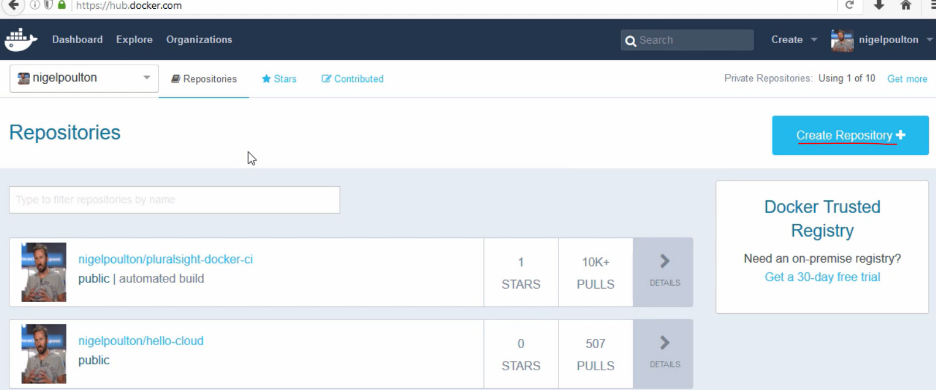 https://hub.docker.com
Dashboard Explore Organizations Search Create nigelpoulton
nigelpoulton Repositories Stars Contributed Private Repositories: Using 1 of 10 Get more
Repositories
Create Repository
Type to filter repositories by name
Docker Trusted
Registry
Need an on-premise registry?
Get a 30-day free trial
nigelpoulton/pluralsight-docker-ci
public | automated build
1
STARS
10K+
PULLS
DETAILS
nigelpoulton/hello-cloud
public
0
STARS
507
PULLS
DETAILS